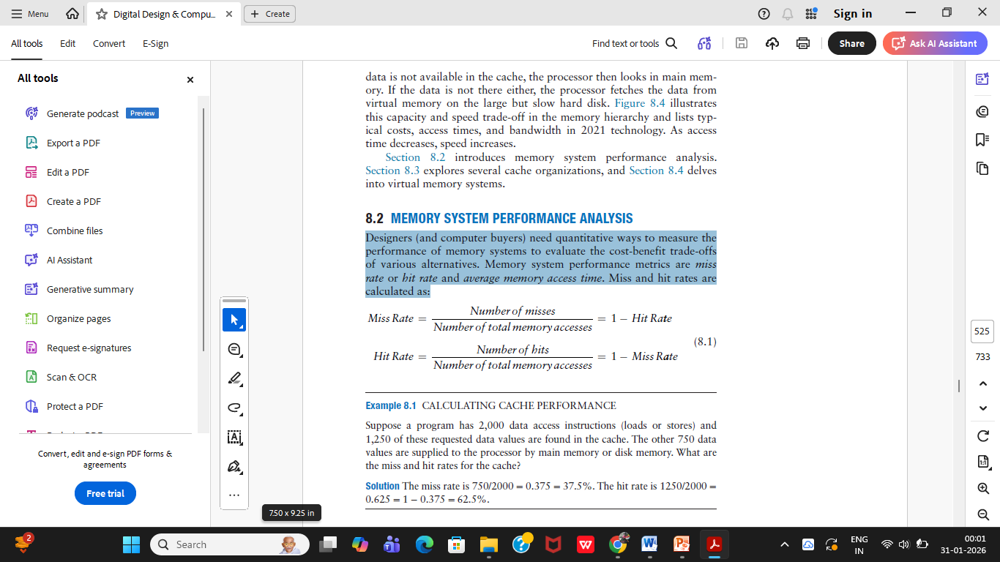 Menu
Digital Design & Compu...
Create
Sign in
All tools
Edit
Convert
E-Sign
Find text or tools
Share
Ask AI Assistant
All tools
Generate podcast
Preview
Export a PDF
Edit a PDF
Create a PDF
Combine files
AI Assistant
Generative summary
Organize pages
Request e-signatures
Scan & OCR
Protect a PDF
Convert, edit and e-sign PDF forms &
agreements
Free trial
data is not available in the cache, the processor then looks in main mem-
ory. If the data is not there either, the processor fetches the data from
virtual memory on the large but slow hard disk. Figure 8.4 illustrates
this capacity and speed trade-off in the memory hierarchy and lists typ-
ical costs, access times, and bandwidth in 2021 technology. As access
time decreases, speed increases.
Section 8.2 introduces memory system performance analysis.
Section 8.3 explores several cache organizations, and Section 8.4 delves
into virtual memory systems.
8.2 MEMORY SYSTEM PERFORMANCE ANALYSIS
Designers (and computer buyers) need quantitative ways to measure the
performance of memory systems to evaluate the cost-benefit trade-offs
of various alternatives. Memory system performance metrics are miss
rate or hit rate and average memory access time. Miss and hit rates are
calculated as:
Number of misses
Miss Rate = = 1 − Hit Rate
Number of total memory accesses
(8.1)
Number of hits
Hit Rate = = 1 − Miss Rate
Number of total memory accesses
Example 8.1 CALCULATING CACHE PERFORMANCE
Suppose a program has 2,000 data access instructions (loads or stores) and
1,250 of these requested data values are found in the cache. The other 750 data
values are supplied to the processor by main memory or disk memory. What are
the miss and hit rates for the cache?
Solution The miss rate is 750/2000 = 0.375 = 37.5%. The hit rate is 1250/2000 =
0.625 = 1 − 0.375 = 62.5%.
7.50 x 9.25 in
525
733
1:1
2
Search
ENG
IN
00:01
31-01-2026